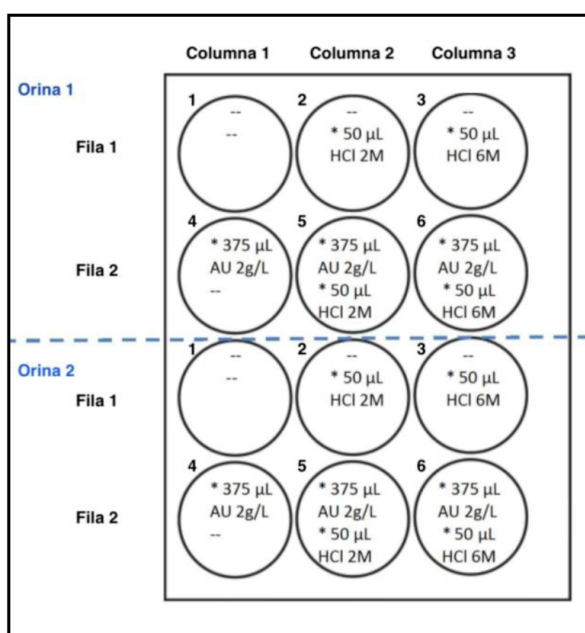 Columna 1 Columna 2 Columna 3
Orina 1
1 2 3
-- -- --
-- * 50 µL * 50 µL
Fila 1
HCl 2M HCl 6M
4 5 6
* 375 µL * 375 µL * 375 µL
Fila 2 AU 2g/L AU 2g/L AU 2g/L
-- * 50 µL * 50 µL
HCl 2M HCl 6M
1 2 3
-- -- --
Orina 2
-- * 50 µL * 50 µL
Fila 1 HCl 2M HCl 6M
4 5 6
* 375 µL * 375 µL * 375 µL
Fila 2 AU 2g/L AU 2g/L AU 2g/L
-- * 50 µL * 50 µL
HCl 2M HCl 6M